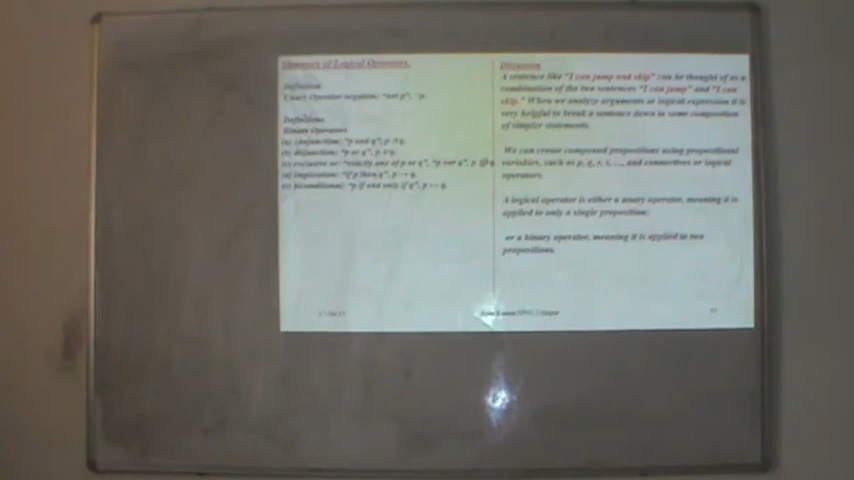 Summary of Logical Operators.
Definition
Unary Operator negation: "not p", ¬p.
Definitions
Binary Operators
(a) conjunction: "p and q", p ∧ q.
(b) disjunction: "p or q", p ∨ q.
(c) exclusive or: "exactly one of p or q", "p xor q", p ⊕ q.
(d) implication: "if p then q", p → q.
(e) biconditional: "p if and only if q", p ↔ q.
Discussion
A sentence like "I can jump and skip" can be thought of as a
combination of the two sentences "I can jump" and "I can
skip." When we analyze arguments or logical expression it is
very helpful to break a sentence down to some composition
of simpler statements.
We can create compound propositions using propositional
variables, such as p, q, r, s, ..., and connectives or logical
operators.
A logical operator is either a unary operator, meaning it is
applied to only a single proposition;
or a binary operator, meaning it is applied to two
propositions.